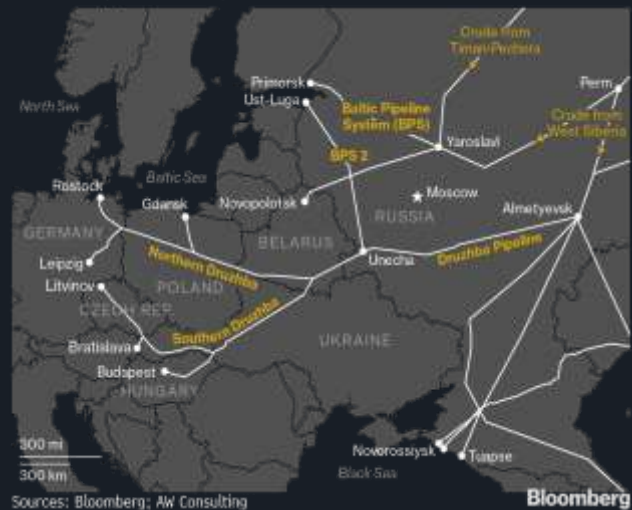 Crude from
Timan-Pechora
Primorsk
Ust-Luga
Perm
North Sea
Baltic Pipeline
System (BPS)
Crude from
West Siberia
BPS 2
Yaroslavl
Baltic Sea
Rostock
Gdansk
Novopolotsk
Moscow
Almetyevsk
RUSSIA
GERMANY
BELARUS
Unecha
Druzhba Pipeline
Leipzig
Northern Druzhba
Litvinov
POLAND
CZECH REP.
Southern Druzhba
UKRAINE
Bratislava
Budapest
HUNGARY
300 mi
300 km
Novorossiysk
Tuapse
Black Sea
Sources: Bloomberg; AW Consulting
Bloomberg